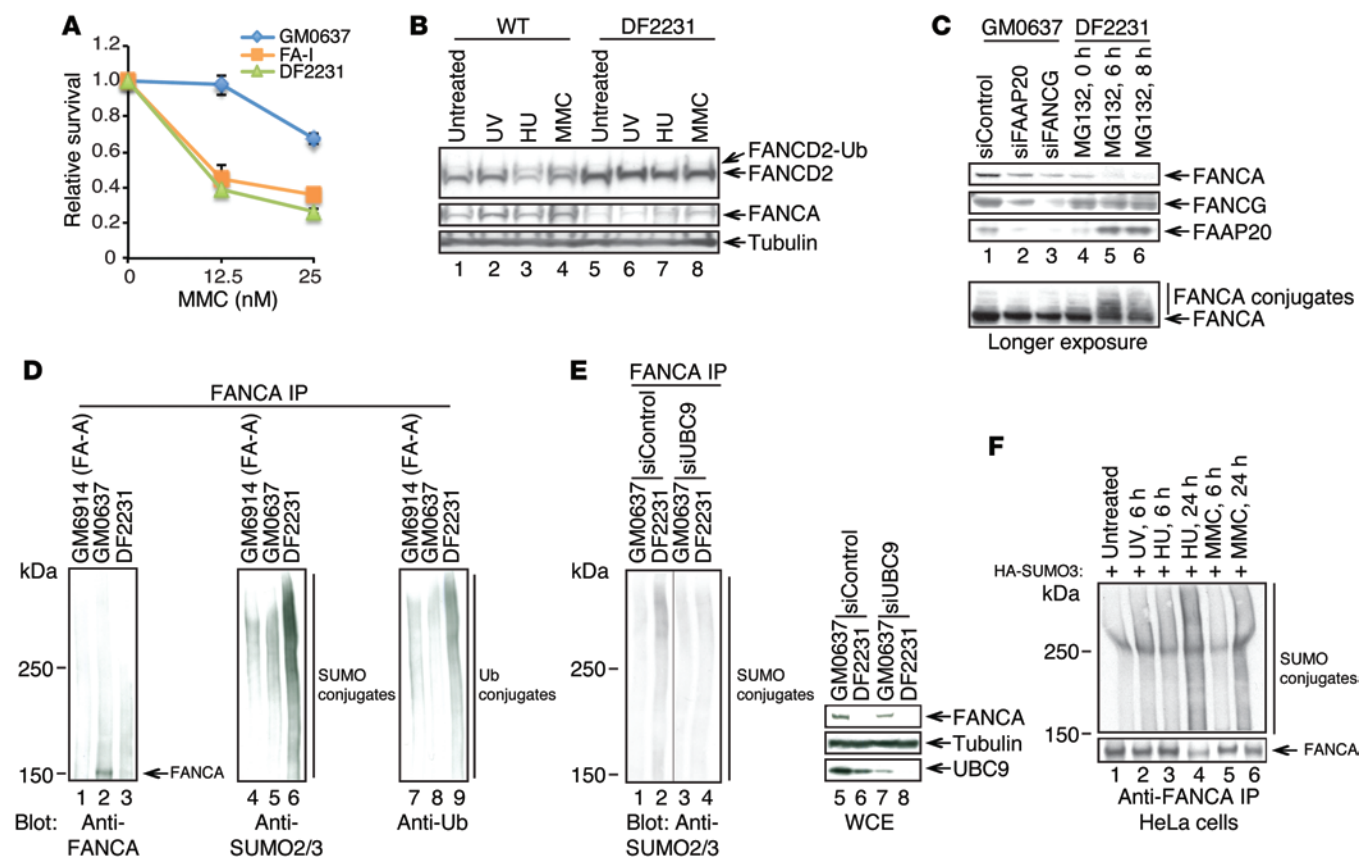 A
1.2
1.0
0.8
0.6
0.4
0.2
0
0
12.5
25
Relative survival
MMC (nM)
GM0637
FA-I
DF2231
B
WT
DF2231
Untreated
UV
HU
MMC
Untreated
UV
HU
MMC
FANCD2-Ub
FANCD2
FANCA
Tubulin
1 2 3 4 5 6 7 8
C
GM0637 DF2231
siControl
siFAAP20
siFANCG
MG132, 0 h
MG132, 6 h
MG132, 8 h
FANCA
FANCG
FAAP20
1 2 3 4 5 6
FANCA conjugates
FANCA
Longer exposure
D
FANCA IP
GM6914 (FA-A)
GM0637
DF2231
GM6914 (FA-A)
GM0637
DF2231
GM6914 (FA-A)
GM0637
DF2231
kDa
250
150
FANCA
SUMO
conjugates
Ub
conjugates
1 2 3 4 5 6 7 8 9
Blot: Anti-
FANCA
Anti-
SUMO2/3
Anti-Ub
E
FANCA IP
siControl
siUBC9
GM0637
DF2231
GM0637
DF2231
kDa
250
150
SUMO
conjugates
1 2 3 4
Blot: Anti-
SUMO2/3
siControl
siUBC9
GM0637
DF2231
GM0637
DF2231
FANCA
Tubulin
UBC9
5 6 7 8
WCE
F
Untreated
UV, 6 h
HU, 6 h
HU, 24 h
MMC, 6 h
MMC, 24 h
HA-SUMO3: + + + + + +
kDa
250
150
SUMO
conjugates
FANCA
1 2 3 4 5 6
Anti-FANCA IP
HeLa cells